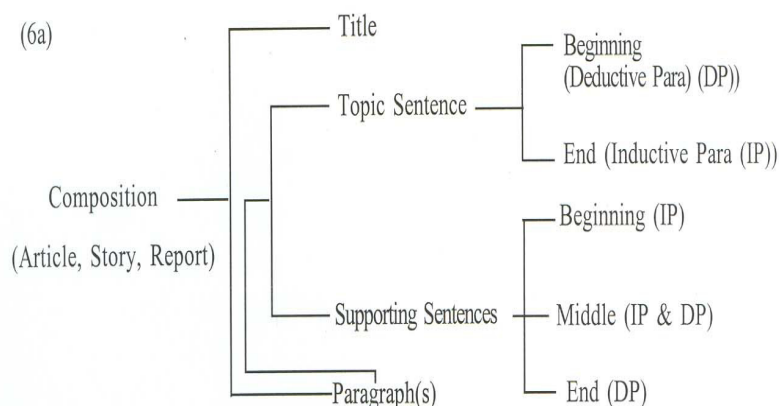 (6a)
Title
Beginning
(Deductive Para) (DP))
Topic Sentence
End (Inductive Para (IP))
Composition
(Article, Story, Report)
Beginning (IP)
Supporting Sentences
Middle (IP & DP)
Paragraph(s)
End (DP)